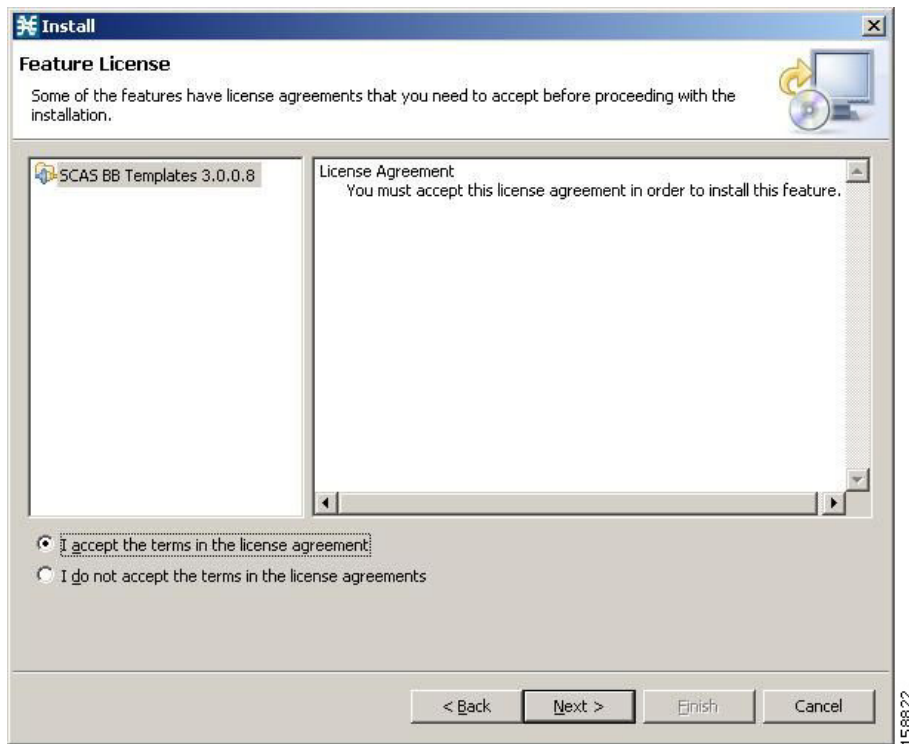 Install
Feature License
Some of the features have license agreements that you need to accept before proceeding with the
installation.
SCAS BB Templates 3.0.0.8
License Agreement
You must accept this license agreement in order to install this feature.
I accept the terms in the license agreement
I do not accept the terms in the license agreements
< Back
Next >
Finish
Cancel
158822